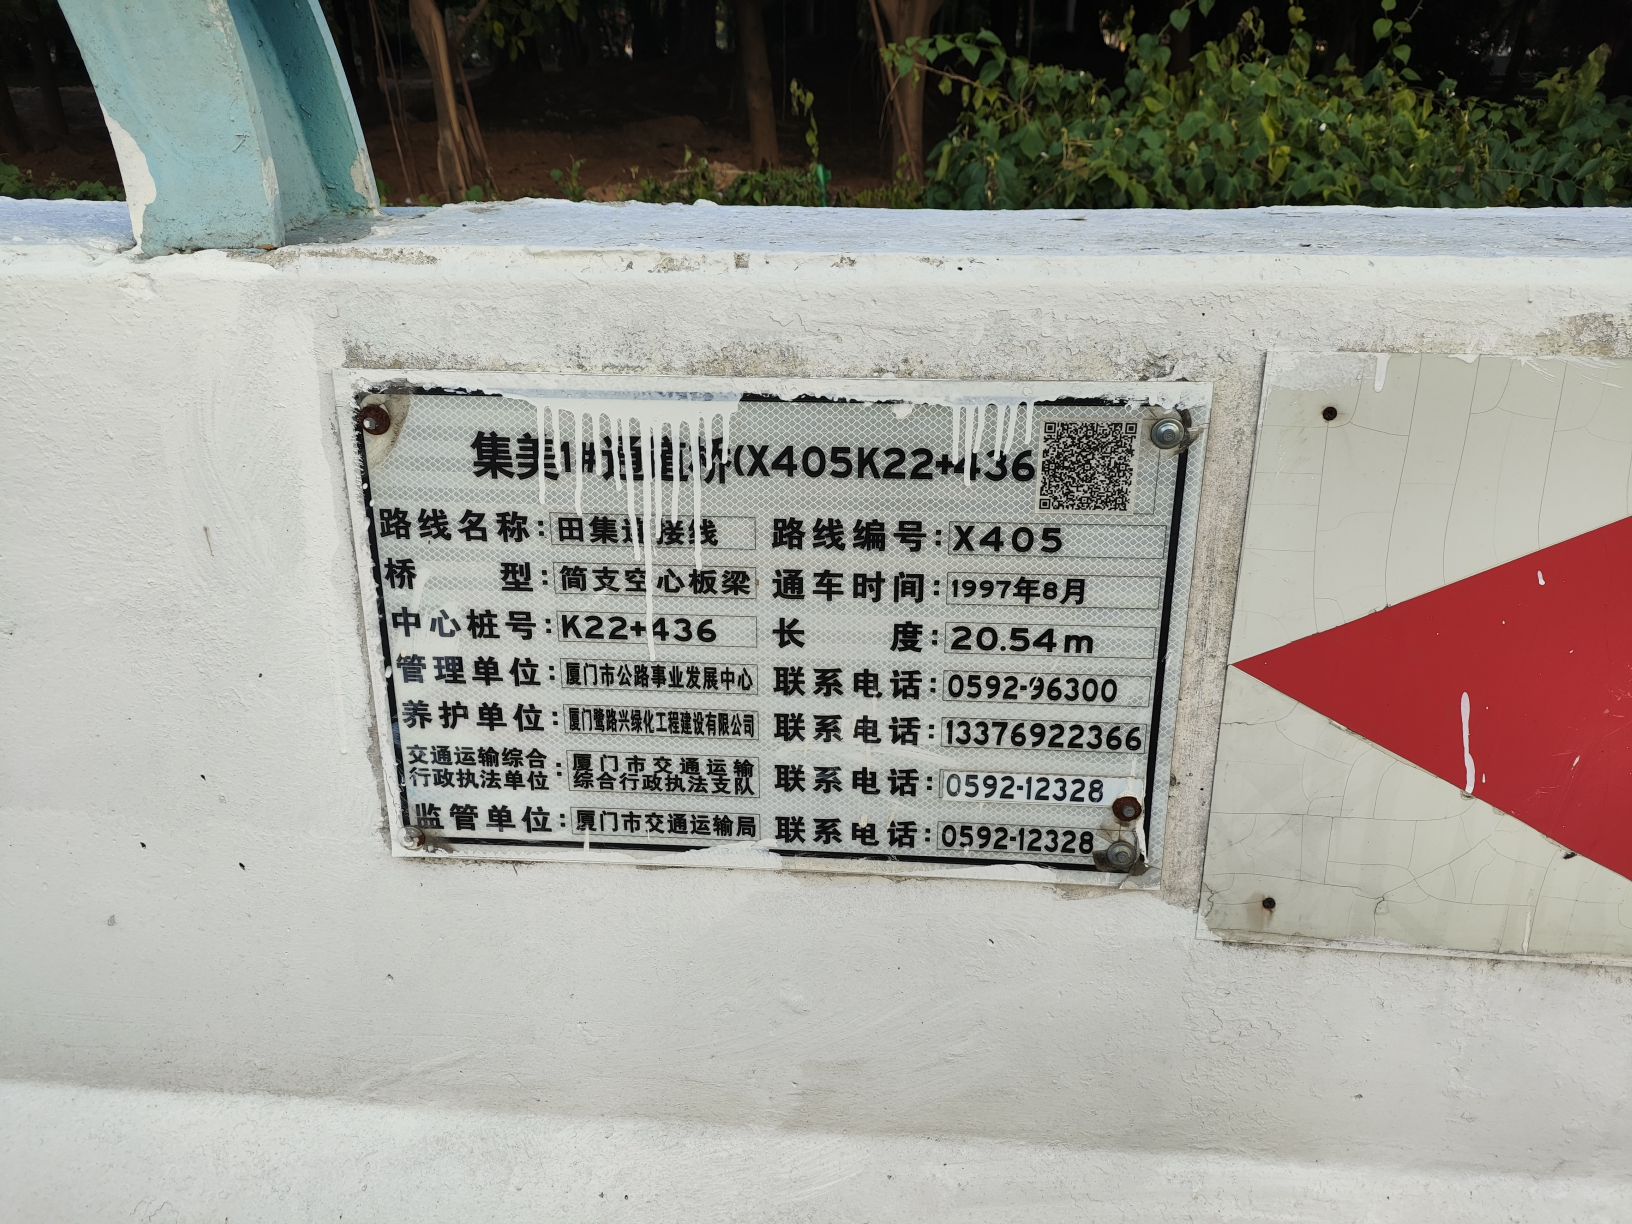 集美1#通道桥(X405K22+436
路线名称:田集连接线 路线编号:X405
桥型:简支空心板梁 通车时间:1997年8月
中心桩号:K22+436 长度:20.54m
管理单位:厦门市公路事业发展中心 联系电话:0592-96300
养护单位:厦门鹭路兴绿化工程建设有限公司 联系电话:13376922366
交通运输综合行政执法单位:厦门市交通运输综合行政执法支队 联系电话:0592-12328
监管单位:厦门市交通运输局 联系电话:0592-12328